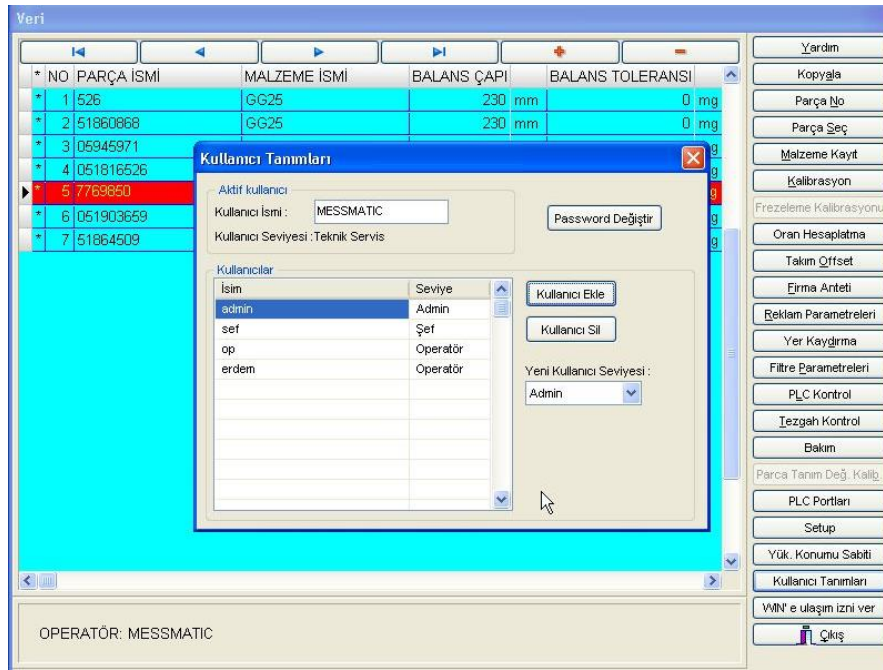 Veri
* NO PARÇA İSMİ MALZEME İSMİ BALANS ÇAPI BALANS TOLERANSI
* 1 526 GG25 230 mm 0 mg
* 2 51860868 GG25 230 mm 0 mg
* 3 05945971 g
* 4 051816526 g
* 5 7769850 g
* 6 051903659 g
* 7 51864509 g
Kullanıcı Tanımları
Aktif kullanıcı
Kullanıcı İsmi : MESSMATIC
Kullanıcı Seviyesi :Teknik Servis
Password Değiştir
Kullanıcılar
İsim Seviye
admin Admin
sef Şef
op Operatör
erdem Operatör
Kullanıcı Ekle
Kullanıcı Sil
Yeni Kullanıcı Seviyesi :
Admin
OPERATÖR: MESSMATIC
Yardım
Kopyala
Parça No
Parça Seç
Malzeme Kayıt
Kalibrasyon
Frezeleme Kalibrasyonu
Oran Hesaplatma
Takım Offset
Firma Anteti
Reklam Parametreleri
Yer Kaydırma
Filtre Parametreleri
PLC Kontrol
Tezgah Kontrol
Bakım
Parca Tanım Değ. Kalib.
PLC Portları
Setup
Yük. Konumu Sabiti
Kullanıcı Tanımları
WIN' e ulaşım izni ver
Çıkış